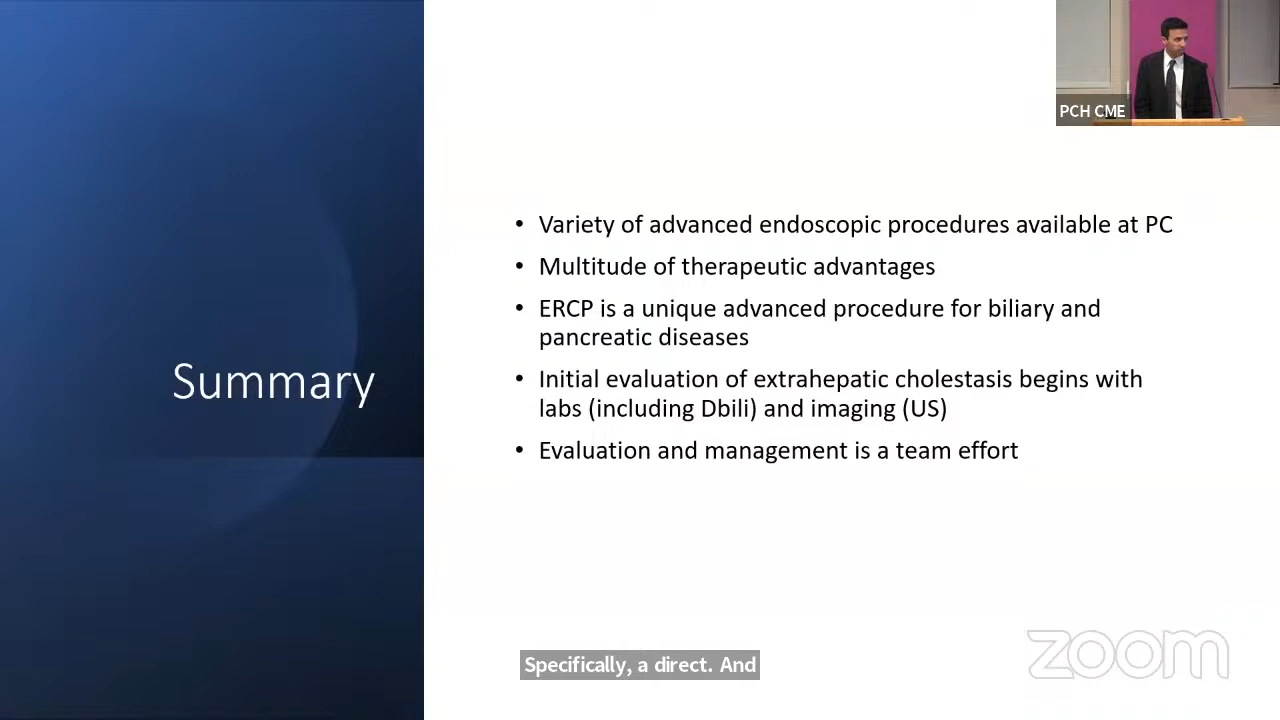 PCH CME
Summary
• Variety of advanced endoscopic procedures available at PC
• Multitude of therapeutic advantages
• ERCP is a unique advanced procedure for biliary and
pancreatic diseases
• Initial evaluation of extrahepatic cholestasis begins with
labs (including Dbili) and imaging (US)
• Evaluation and management is a team effort
Specifically, a direct. And
zoom